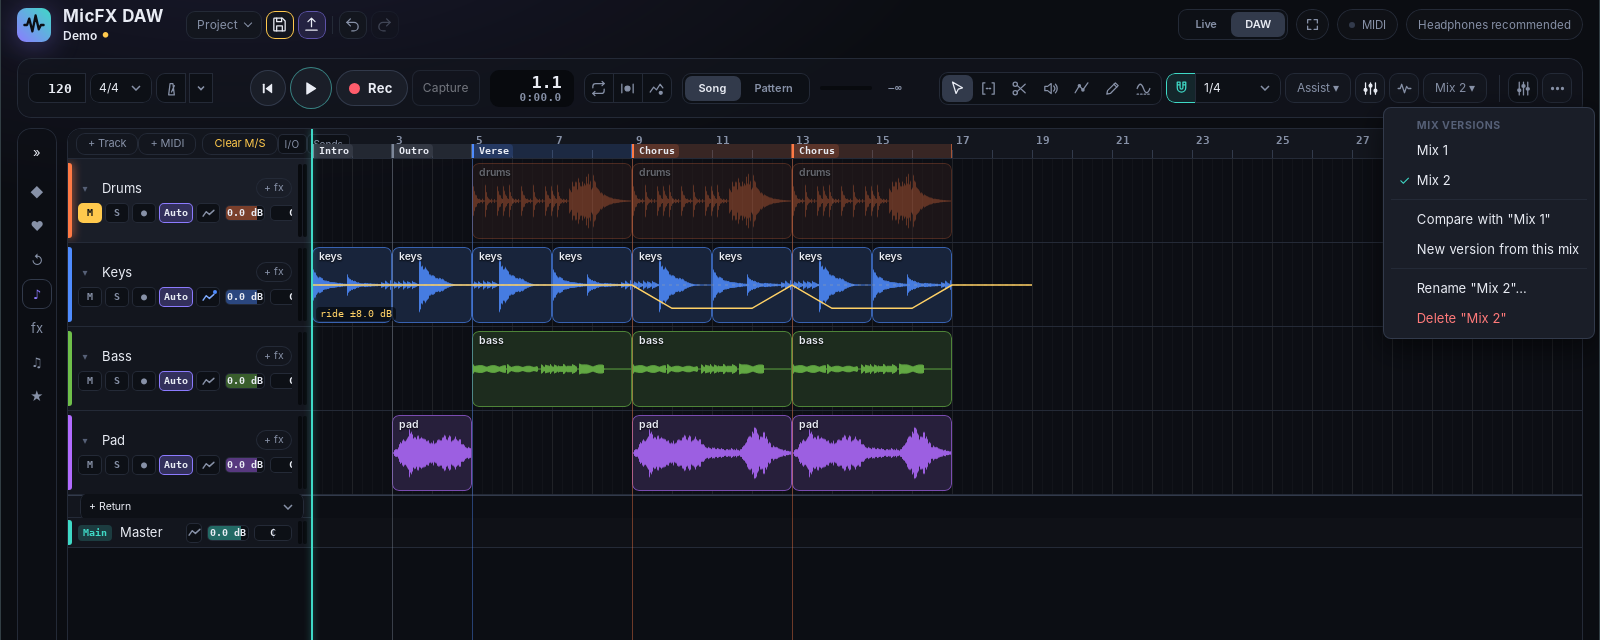 MicFX DAW
Demo
Project
Live
DAW
MIDI
Headphones recommended
120
4/4
Rec
Capture
1.1
0:00.0
Song
Pattern
-∞
1/4
Assist ▾
Mix 2 ▾
MIX VERSIONS
Mix 1
✓ Mix 2
Compare with "Mix 1"
New version from this mix
Rename "Mix 2"...
Delete "Mix 2"
»
+ Track
+ MIDI
Clear M/S
I/O
3 5 7 9 11 13 15 17 19 21 23 25 27
Intro
Outro
Verse
Chorus
Chorus
Drums
+ fx
M S Auto 0.0 dB
drums
drums
drums
Keys
+ fx
M S Auto 0.0 dB
keys
keys
keys
keys
keys
keys
keys
keys
ride ±8.0 dB
fx
Bass
+ fx
M S Auto 0.0 dB
bass
bass
bass
Pad
+ fx
M S Auto 0.0 dB
pad
pad
pad
+ Return
Main
Master
0.0 dB
C